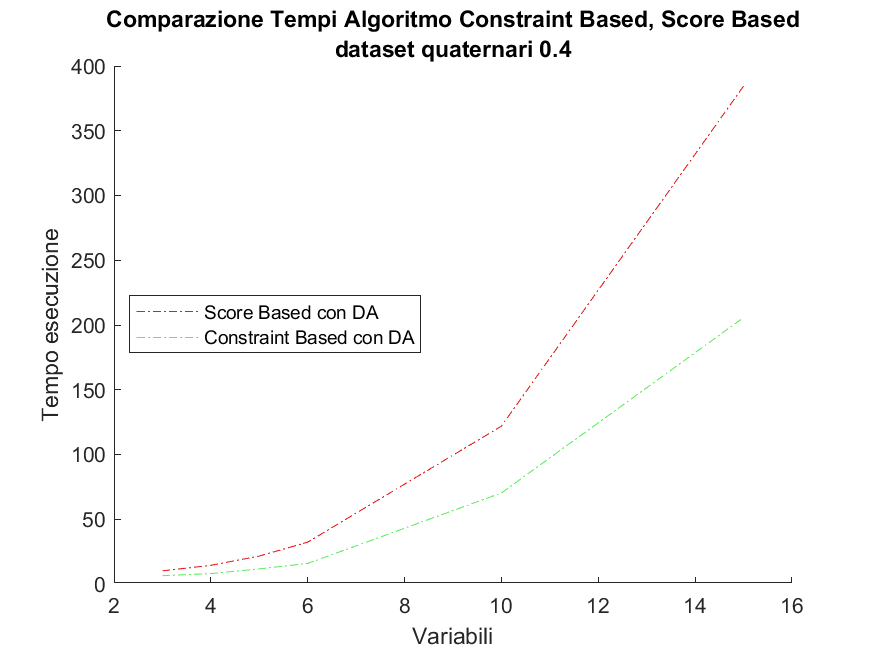 Comparazione Tempi Algoritmo Constraint Based, Score Based
dataset quaternari 0.4
400
350
300
250
200
150
100
50
0
Tempo esecuzione
Score Based con DA
Constraint Based con DA
2
4
6
8
10
12
14
16
Variabili